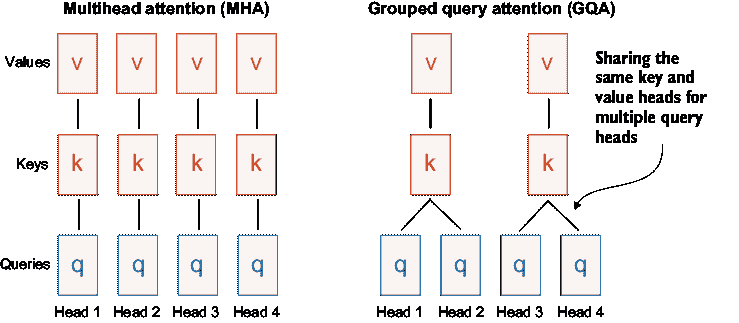 Multihead attention (MHA)
Grouped query attention (GQA)
Values
v v v v
v v
Sharing the
same key and
value heads for
multiple query
heads
Keys
k k k k
k k
Queries
q q q q
q q q q
Head 1 Head 2 Head 3 Head 4
Head 1 Head 2 Head 3 Head 4